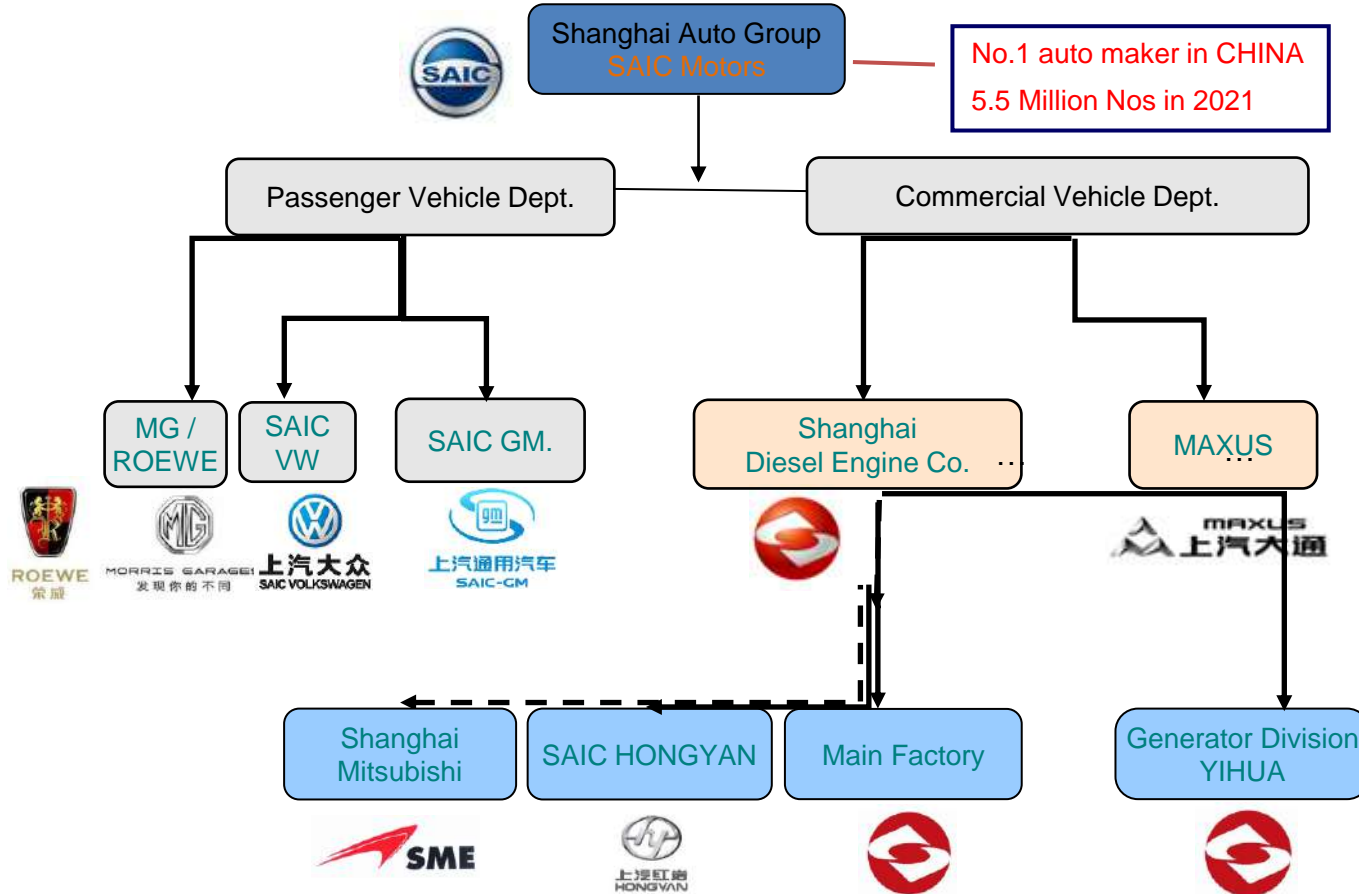 SAIC
Shanghai Auto Group
SAIC Motors
No.1 auto maker in CHINA
5.5 Million Nos in 2021
Passenger Vehicle Dept.
Commercial Vehicle Dept.
MG /
ROEWE
SAIC
VW
SAIC GM.
Shanghai
Diesel Engine Co. ...
MAXUS
...
R
ROEWE
荣威
MG
MORRIS GARAGES
发现你的不同
上汽大众
SAIC VOLKSWAGEN
gm
上汽通用汽车
SAIC-GM
MAXUS
上汽大通
Shanghai
Mitsubishi
SAIC HONGYAN
Main Factory
Generator Division
YIHUA
SME
上汽红岩
HONGYAN